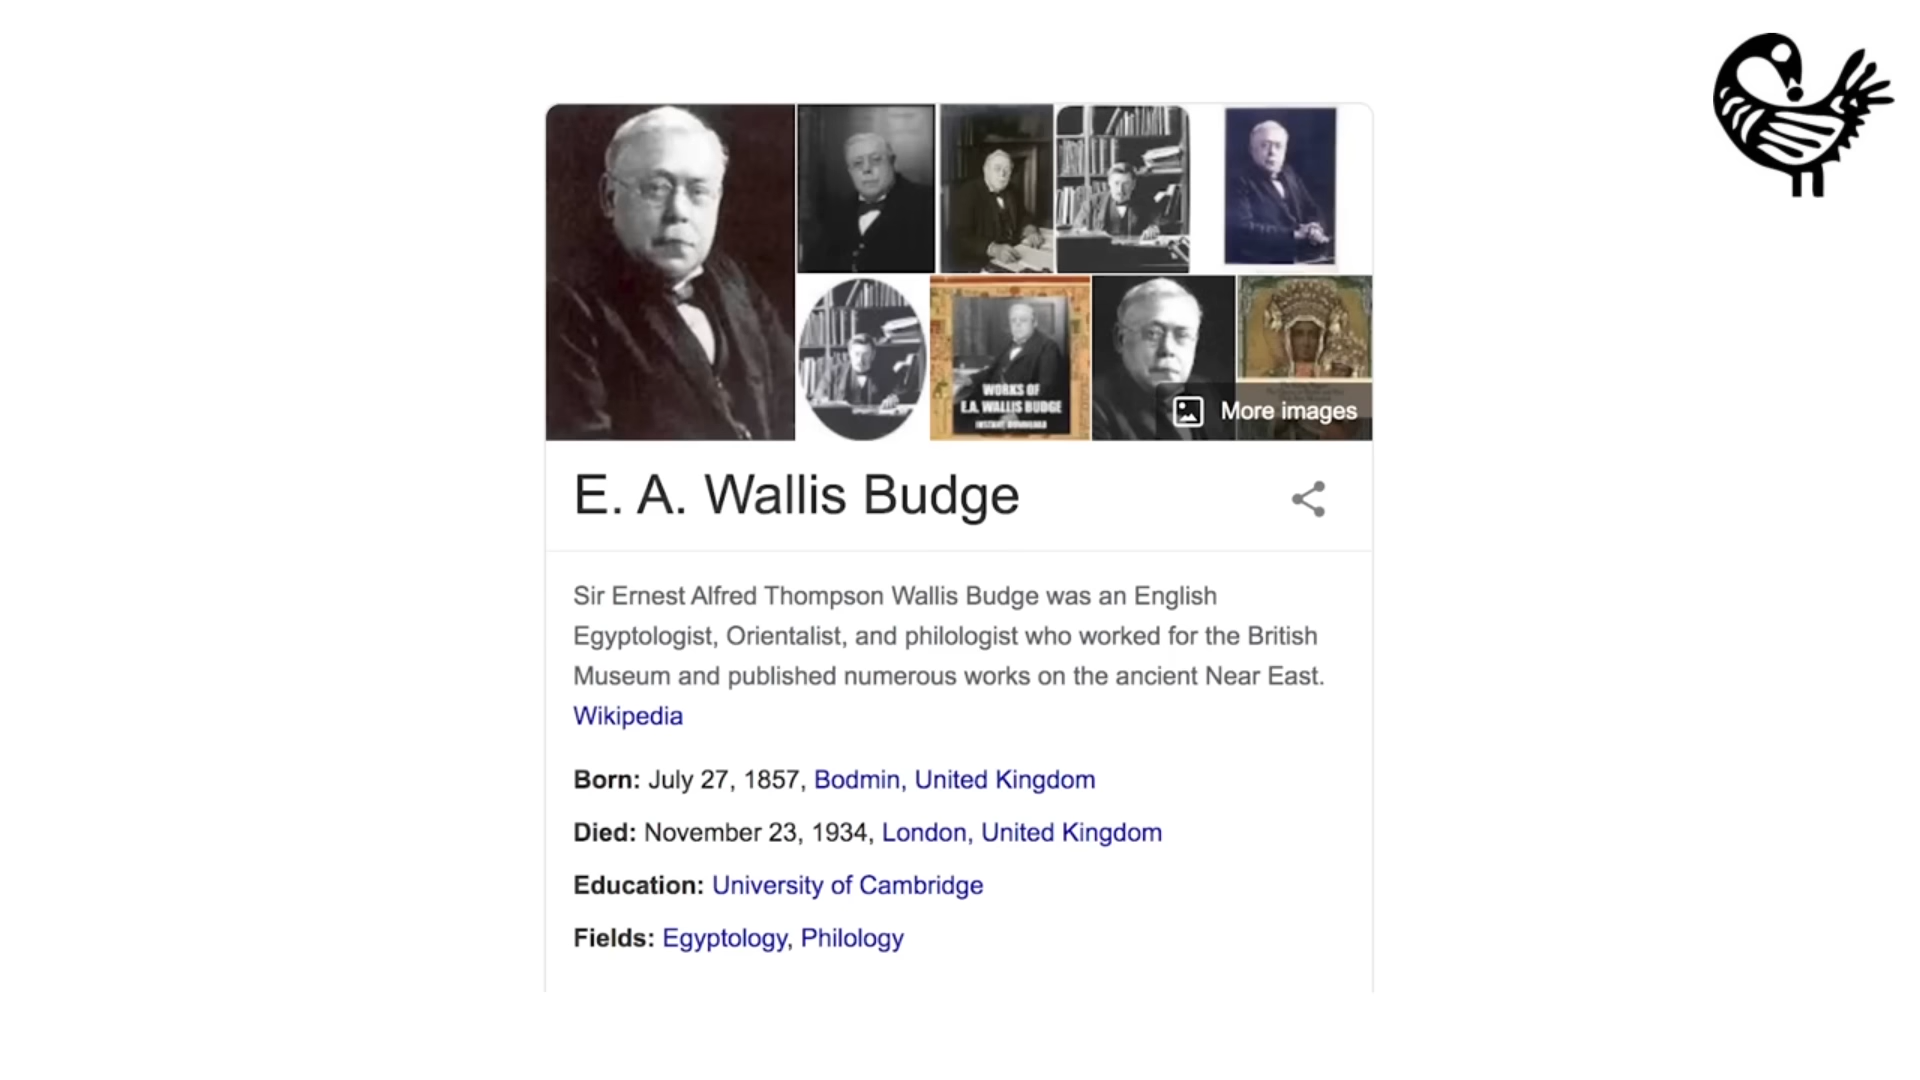 WORKS OF
E.A. WALLIS BUDGE
INSTANT DOWNLOAD
More images
E. A. Wallis Budge
Sir Ernest Alfred Thompson Wallis Budge was an English
Egyptologist, Orientalist, and philologist who worked for the British
Museum and published numerous works on the ancient Near East.
Wikipedia
Born: July 27, 1857, Bodmin, United Kingdom
Died: November 23, 1934, London, United Kingdom
Education: University of Cambridge
Fields: Egyptology, Philology